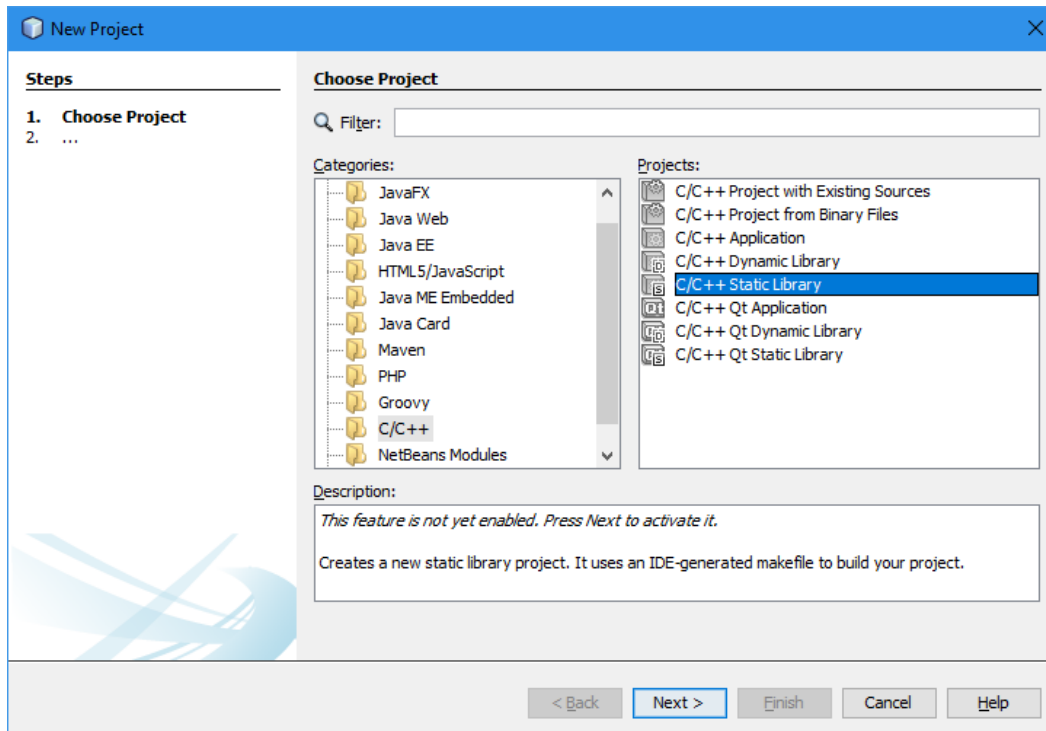 New Project
Steps
1. Choose Project
2. ...
Choose Project
Filter:
Categories:
JavaFX
Java Web
Java EE
HTML5/JavaScript
Java ME Embedded
Java Card
Maven
PHP
Groovy
C/C++
NetBeans Modules
Projects:
C/C++ Project with Existing Sources
C/C++ Project from Binary Files
C/C++ Application
C/C++ Dynamic Library
C/C++ Static Library
C/C++ Qt Application
C/C++ Qt Dynamic Library
C/C++ Qt Static Library
Description:
This feature is not yet enabled. Press Next to activate it.
Creates a new static library project. It uses an IDE-generated makefile to build your project.
< Back Next > Finish Cancel Help